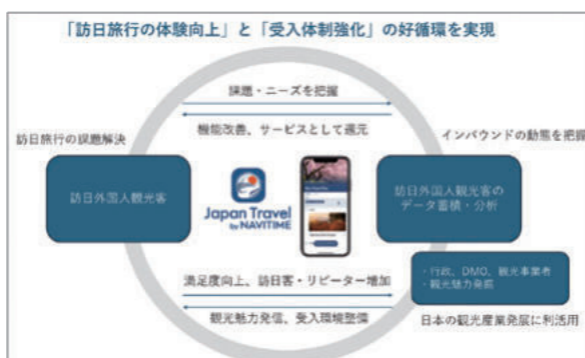 「訪日旅行の体験向上」と「受入体制強化」の好循環を実現
課題・ニーズを把握
機能改善、サービスとして還元
訪日旅行の課題解決
インバウンドの動態を把握
訪日外国人観光客
Japan Travel
by NAVITIME
訪日外国人観光客の
データ蓄積・分析
満足度向上、訪日客・リピーター増加
観光魅力発信、受入環境整備
・行政、DMO、観光事業者
・観光魅力発掘
日本の観光産業発展に利活用